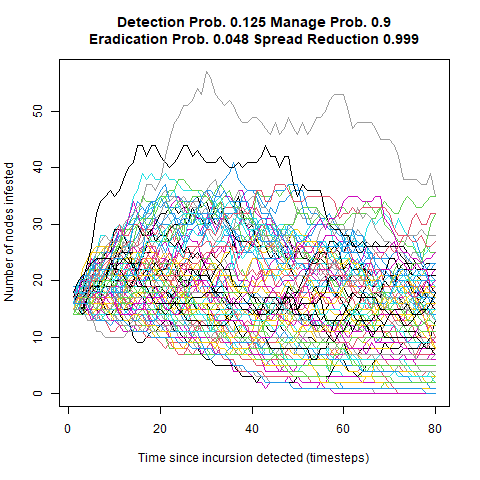 Detection Prob. 0.125 Manage Prob. 0.9
Eradication Prob. 0.048 Spread Reduction 0.999
Number of nodes infested
50
40
30
20
10
0
0 20 40 60 80
Time since incursion detected (timesteps)